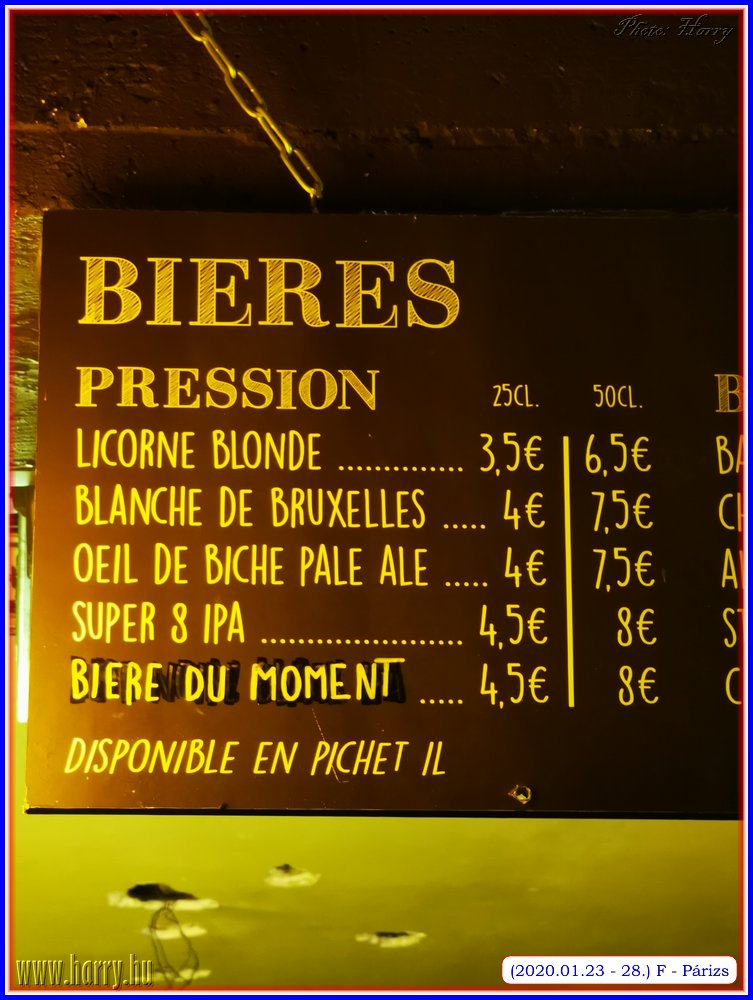 Photo: Harry
BIERES
PRESSION 25CL. 50CL.
LICORNE BLONDE .............. 3,5€ 6,5€
BLANCHE DE BRUXELLES ..... 4€ 7,5€
OEIL DE BICHE PALE ALE ..... 4€ 7,5€
SUPER 8 IPA ...................... 4,5€ 8€
BIERE DU MOMENT ..... 4,5€ 8€
DISPONIBLE EN PICHET 1L
www.harry.hu
(2020.01.23 - 28.) F - Párizs